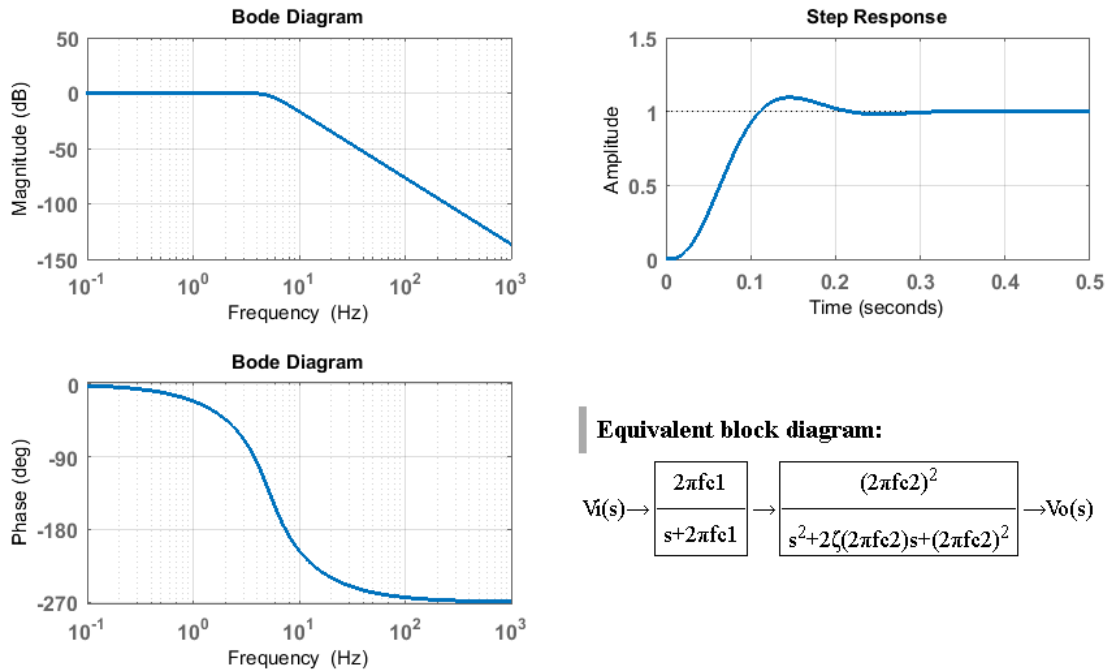 Bode Diagram
50
0
-50
-100
-150
Magnitude (dB)
10^-1 10^0 10^1 10^2 10^3
Frequency (Hz)
Step Response
1.5
1
0.5
0
Amplitude
0 0.1 0.2 0.3 0.4 0.5
Time (seconds)
Bode Diagram
0
-90
-180
-270
Phase (deg)
10^-1 10^0 10^1 10^2 10^3
Frequency (Hz)
Equivalent block diagram:
2πfc1
Vi(s)→ s+2πfc1 →
(2πfc2)²
s²+2ζ(2πfc2)s+(2πfc2)² →Vo(s)